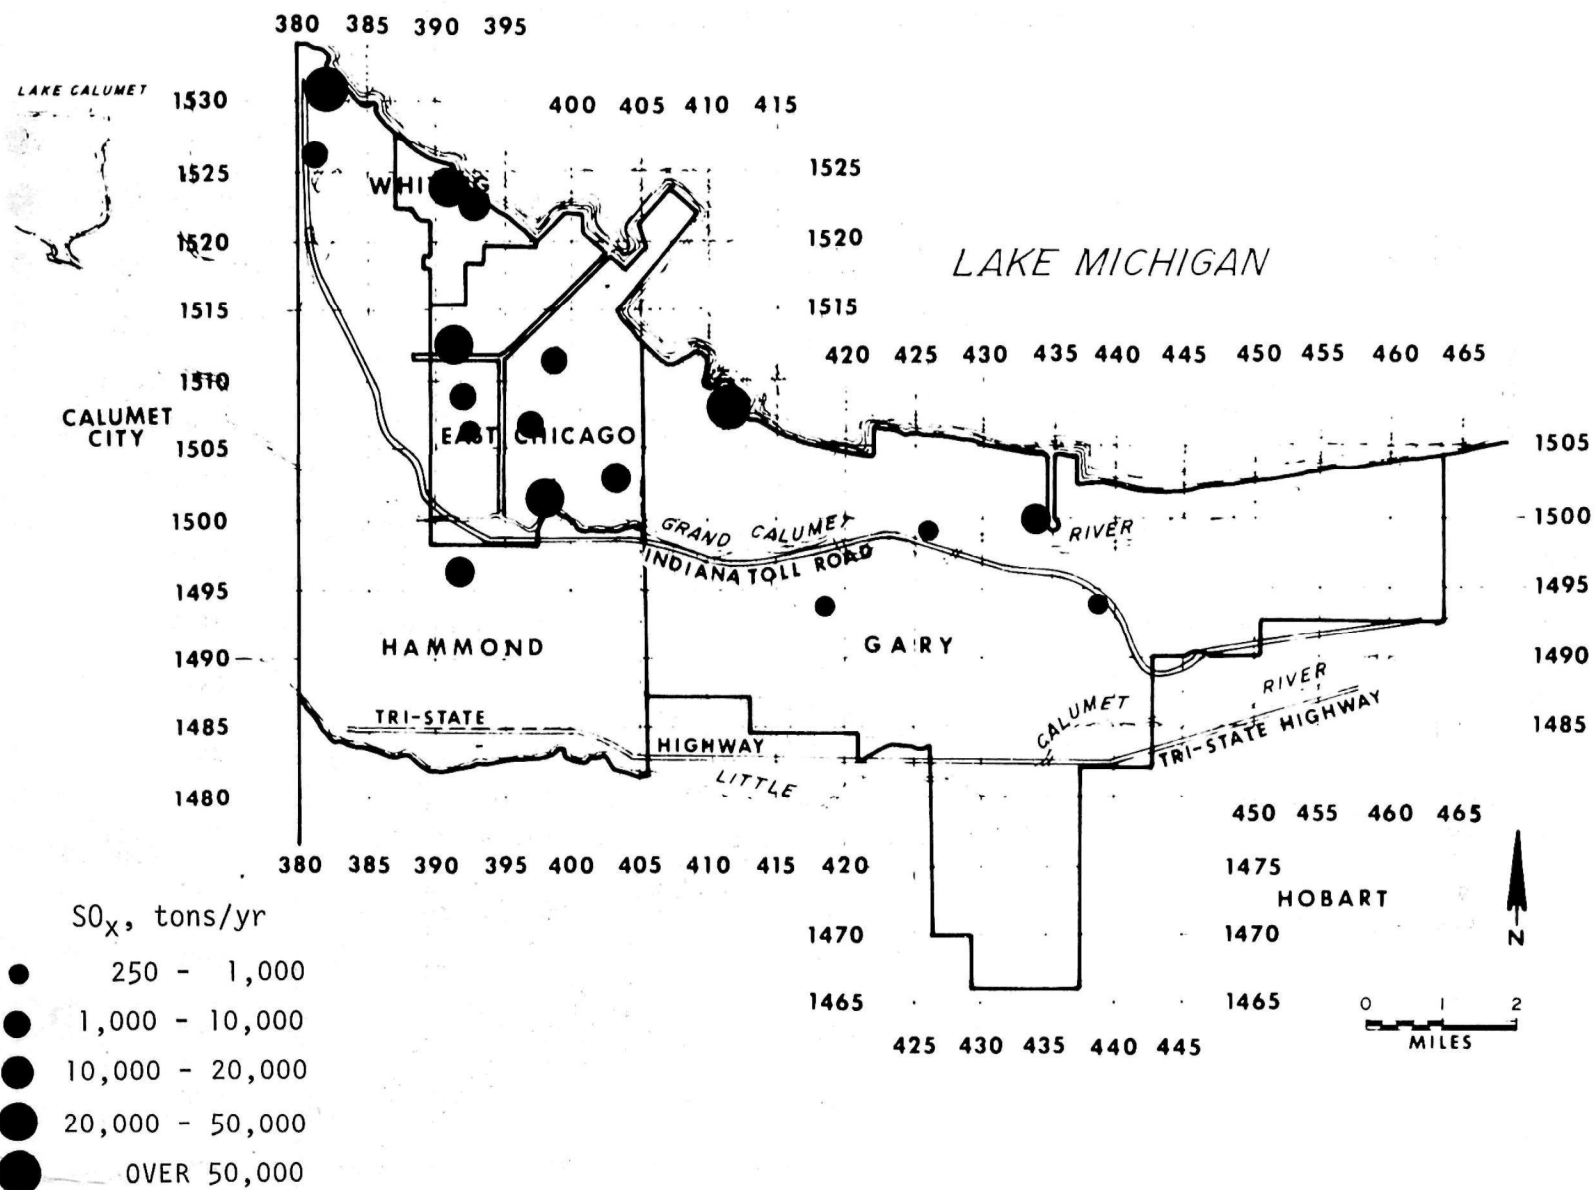 380 385 390 395
LAKE CALUMET
1530
400 405 410 415
1525
1525
WHITING
1520
1520
LAKE MICHIGAN
1515
1515
420 425 430 435 440 445 450 455 460 465
1510
CALUMET
CITY
EAST CHICAGO
1505
1505
1500
GRAND CALUMET
RIVER
1500
INDIANA TOLL ROAD
1495
1495
HAMMOND
GARY
1490
1490
RIVER
CALUMET
TRI-STATE
1485
1485
HIGHWAY
TRI-STATE HIGHWAY
LITTLE
1480
450 455 460 465
380 385 390 395 400 405 410 415 420
1475
HOBART
SOx, tons/yr
1470
1470
N
250 - 1,000
1465
1465
0 1 2
1,000 - 10,000
MILES
425 430 435 440 445
10,000 - 20,000
20,000 - 50,000
OVER 50,000